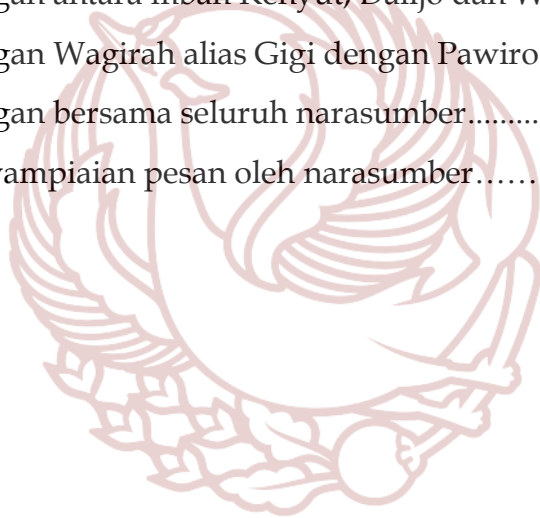 gan antara Mbah Kenyut, Dalijo dan W
gan Wagirah alias Gigi dengan Pawiro
gan bersama seluruh narasumber.........
yampiaian pesan oleh narasumber……